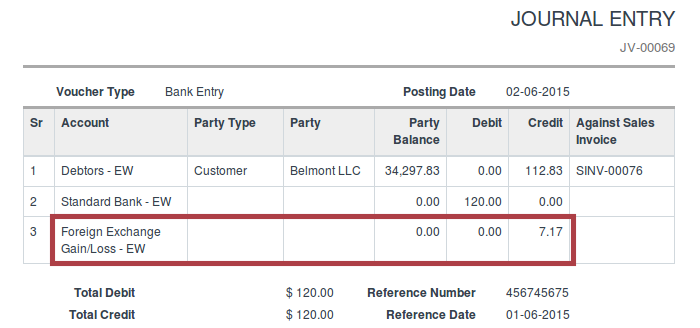 JOURNAL ENTRY
JV-00069
Voucher Type Bank Entry Posting Date 02-06-2015
Sr Account Party Type Party Party Balance Debit Credit Against Sales Invoice
1 Debtors - EW Customer Belmont LLC 34,297.83 0.00 112.83 SINV-00076
2 Standard Bank - EW 0.00 120.00 0.00
3 Foreign Exchange Gain/Loss - EW 0.00 0.00 7.17
Total Debit $ 120.00 Reference Number 456745675
Total Credit $ 120.00 Reference Date 01-06-2015